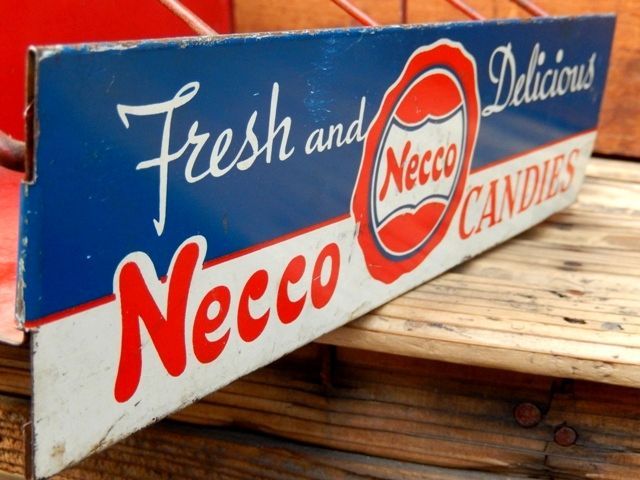 Fresh and Delicious
Necco
Necco CANDIES